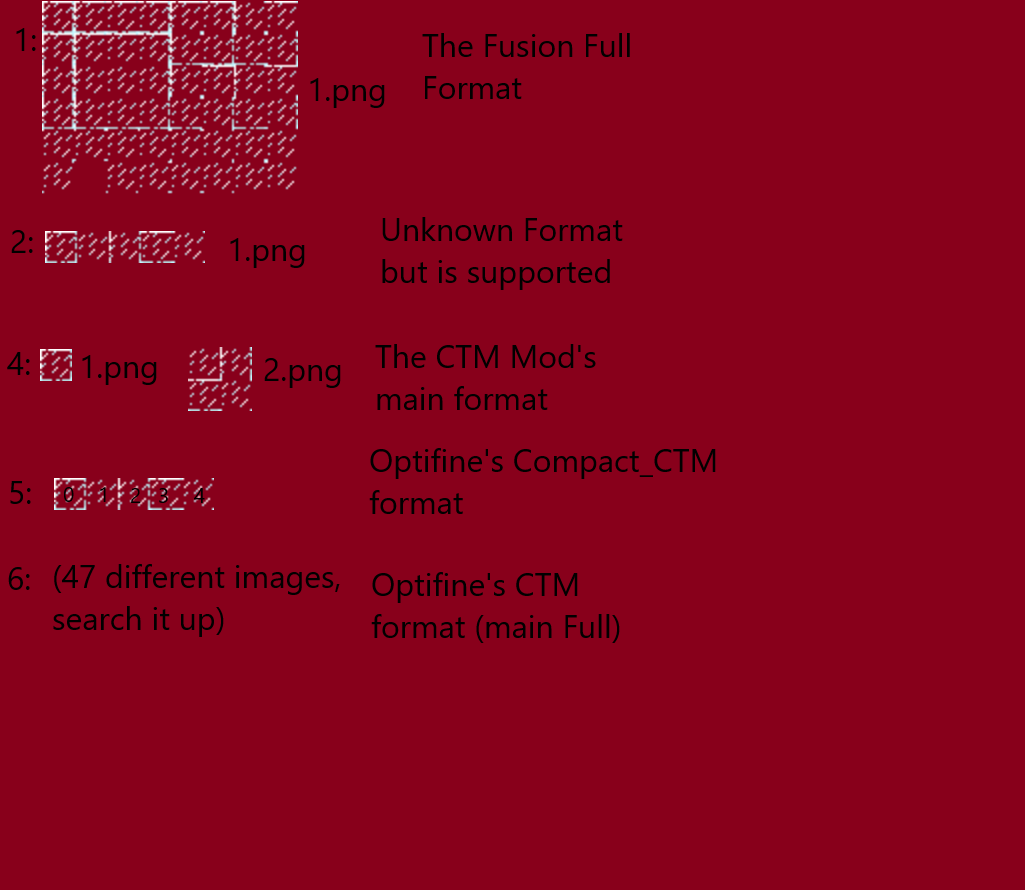 1:
1.png
The Fusion Full
Format
2:
1.png
Unknown Format
but is supported
4:
1.png
2.png
The CTM Mod's
main format
5:
0 1 2 3 4
Optifine's Compact_CTM
format
6:
(47 different images,
search it up)
Optifine's CTM
format (main Full)